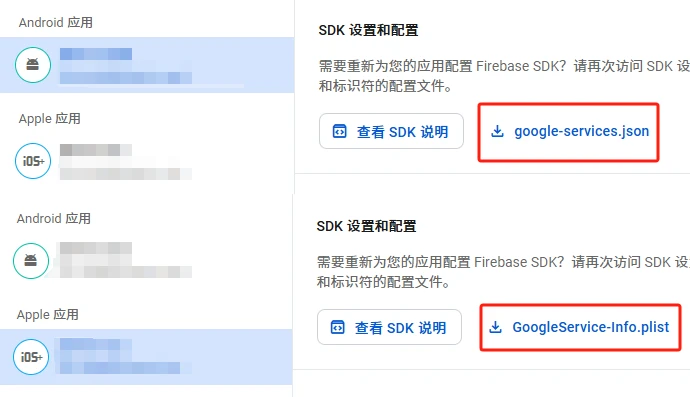 Android 应用
Apple 应用
iOS+
SDK 设置和配置
需要重新为您的应用配置 Firebase SDK？请再次访问 SDK 设
和标识符的配置文件。
查看 SDK 说明
google-services.json
Android 应用
Apple 应用
iOS+
SDK 设置和配置
需要重新为您的应用配置 Firebase SDK？请再次访问 SDK 设
和标识符的配置文件。
查看 SDK 说明
GoogleService-Info.plist